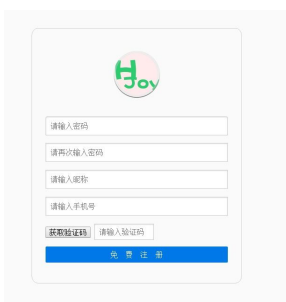 H
Joy
请输入密码
请再次输入密码
请输入昵称
请输入手机号
获取验证码 请输入验证码
免 费 注 册